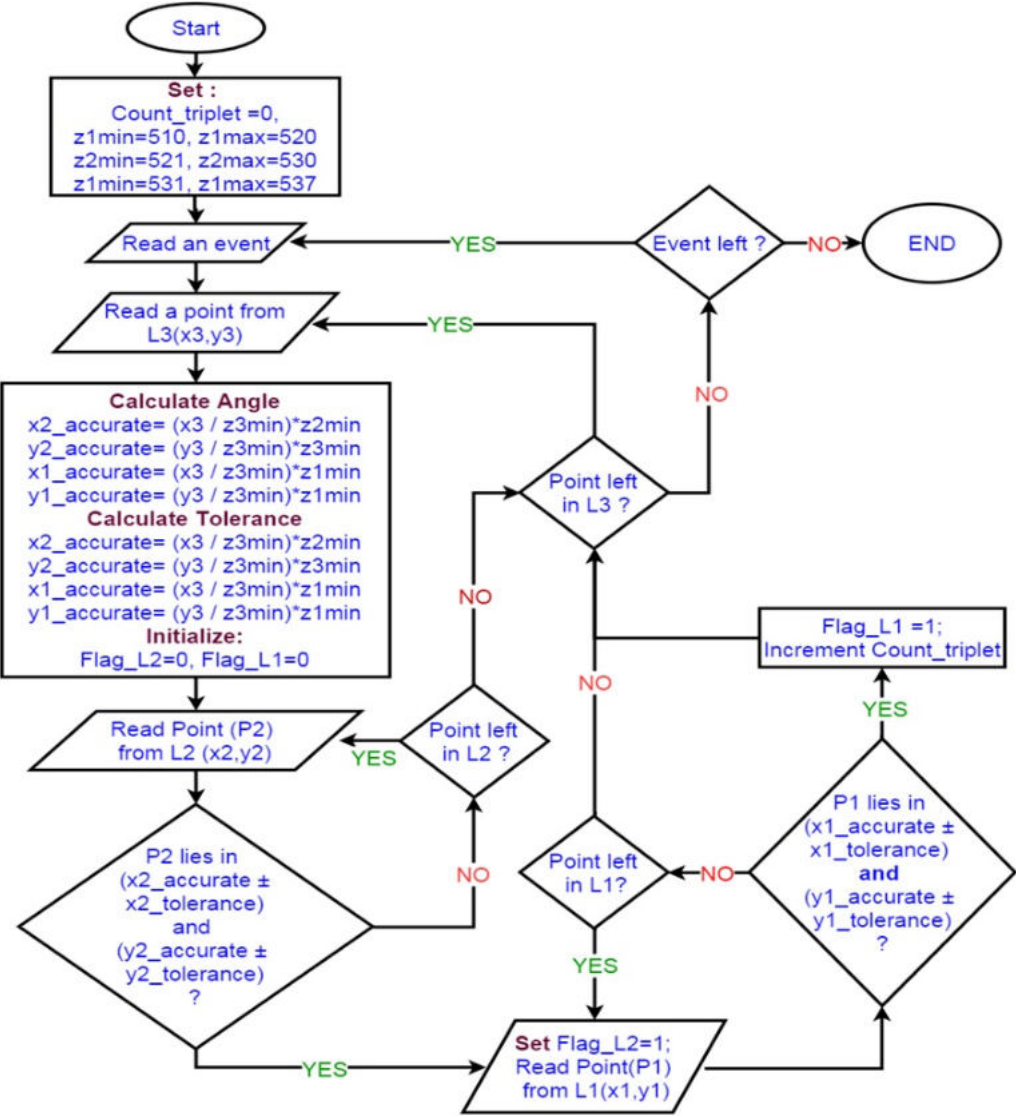 Start
Set :
Count_triplet =0,
z1min=510, z1max=520
z2min=521, z2max=530
z1min=531, z1max=537
Read an event
YES
Event left ?
NO
END
Read a point from
L3(x3,y3)
YES
NO
Calculate Angle
x2_accurate= (x3 / z3min)*z2min
y2_accurate= (y3 / z3min)*z3min
x1_accurate= (x3 / z3min)*z1min
y1_accurate= (y3 / z3min)*z1min
Calculate Tolerance
x2_accurate= (x3 / z3min)*z2min
y2_accurate= (y3 / z3min)*z3min
x1_accurate= (x3 / z3min)*z1min
y1_accurate= (y3 / z3min)*z1min
Initialize:
Flag_L2=0, Flag_L1=0
Point left
in L3 ?
NO
Flag_L1 =1;
Increment Count_triplet
NO
YES
Read Point (P2)
from L2 (x2,y2)
YES
Point left
in L2 ?
P2 lies in
(x2_accurate ±
x2_tolerance)
and
(y2_accurate ±
y2_tolerance)
?
NO
Point left
in L1?
NO
P1 lies in
(x1_accurate ±
x1_tolerance)
and
(y1_accurate ±
y1_tolerance)
?
YES
YES
Set Flag_L2=1;
Read Point(P1)
from L1(x1,y1)